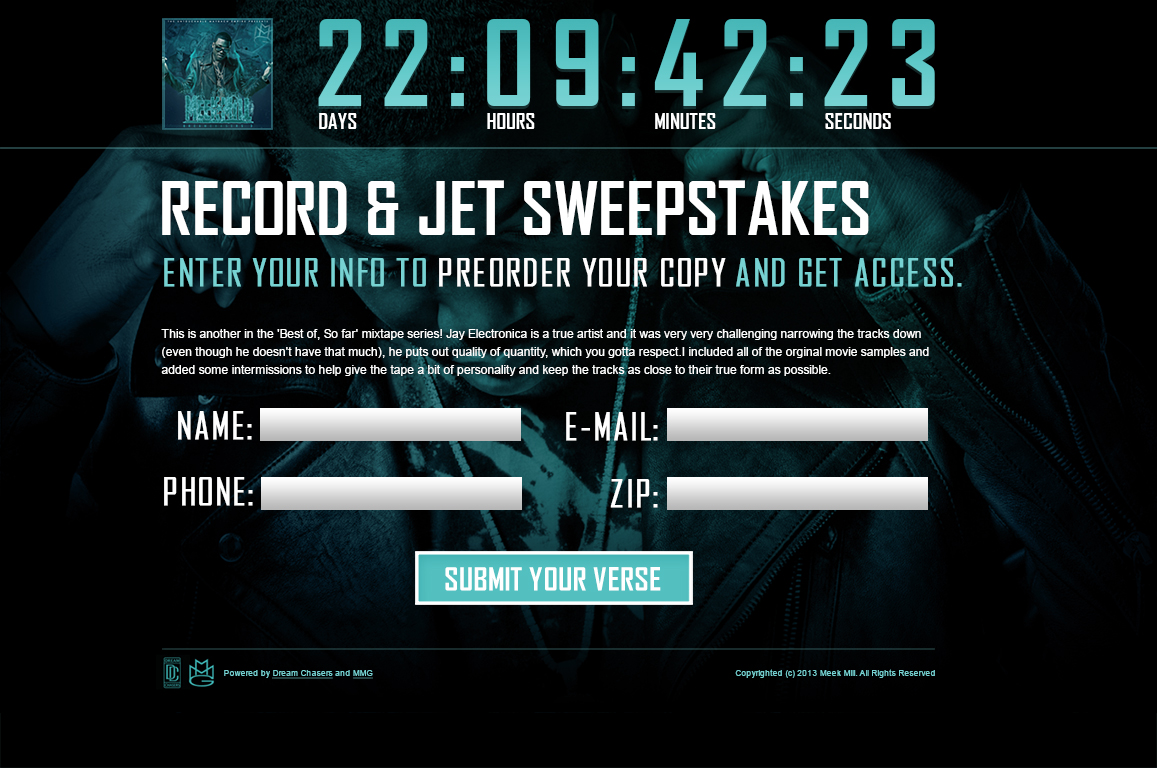 22:09:42:23
DAYS HOURS MINUTES SECONDS
RECORD & JET SWEEPSTAKES
ENTER YOUR INFO TO PREORDER YOUR COPY AND GET ACCESS.
This is another in the 'Best of, So far' mixtape series! Jay Electronica is a true artist and it was very very challenging narrowing the tracks down
(even though he doesn't have that much), he puts out quality of quantity, which you gotta respect.I included all of the orginal movie samples and
added some intermissions to help give the tape a bit of personality and keep the tracks as close to their true form as possible.
NAME: E-MAIL:
PHONE: ZIP:
SUBMIT YOUR VERSE
DREAM
DC
CHASERS
Powered by Dream Chasers and MMG
Copyrighted (c) 2013 Meek Mill. All Rights Reserved